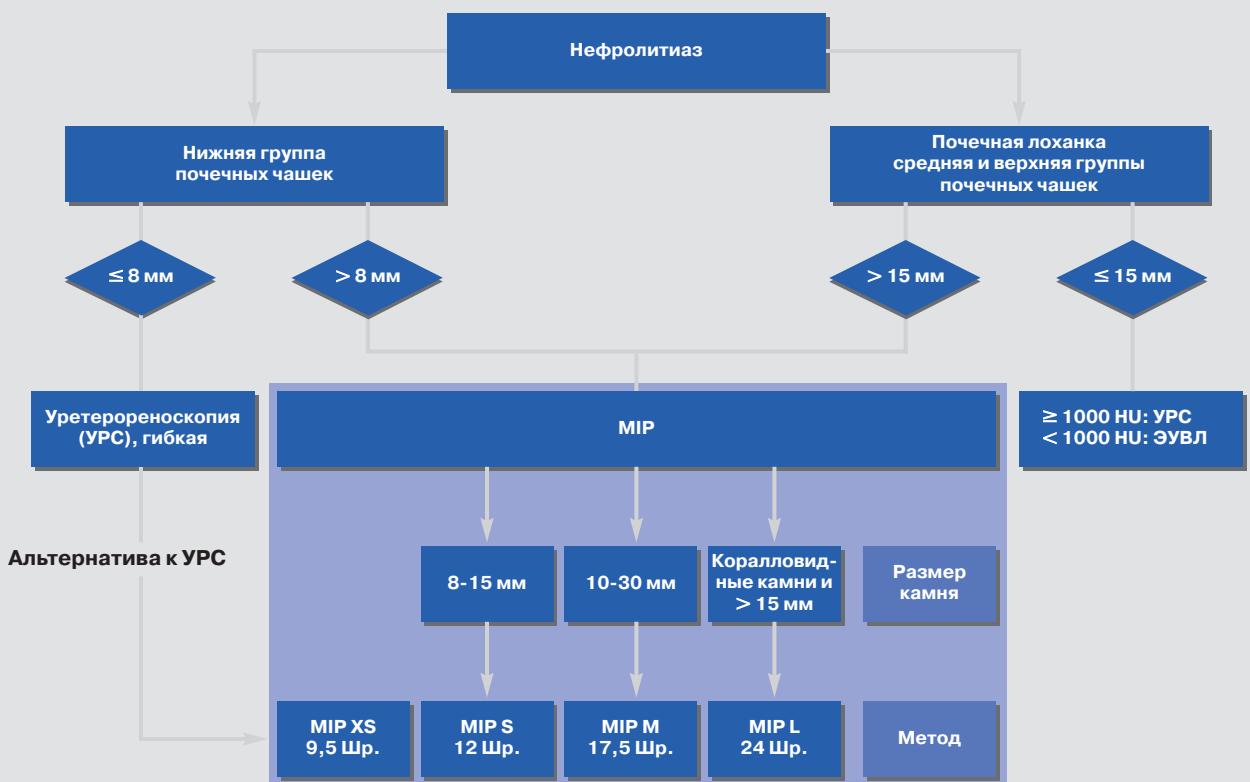 Нефролитиаз
Нижняя группа
почечных чашек
Почечная лоханка
средняя и верхняя группы
почечных чашек
≤ 8 мм
> 8 мм
> 15 мм
≤ 15 мм
Уретерореноскопия
(УРС), гибкая
MIP
≥ 1000 HU: УРС
< 1000 HU: ЭУВЛ
Альтернатива к УРС
8-15 мм
10-30 мм
Коралловид-
ные камни и
> 15 мм
Размер
камня
MIP XS
9,5 Шр.
MIP S
12 Шр.
MIP M
17,5 Шр.
MIP L
24 Шр.
Метод